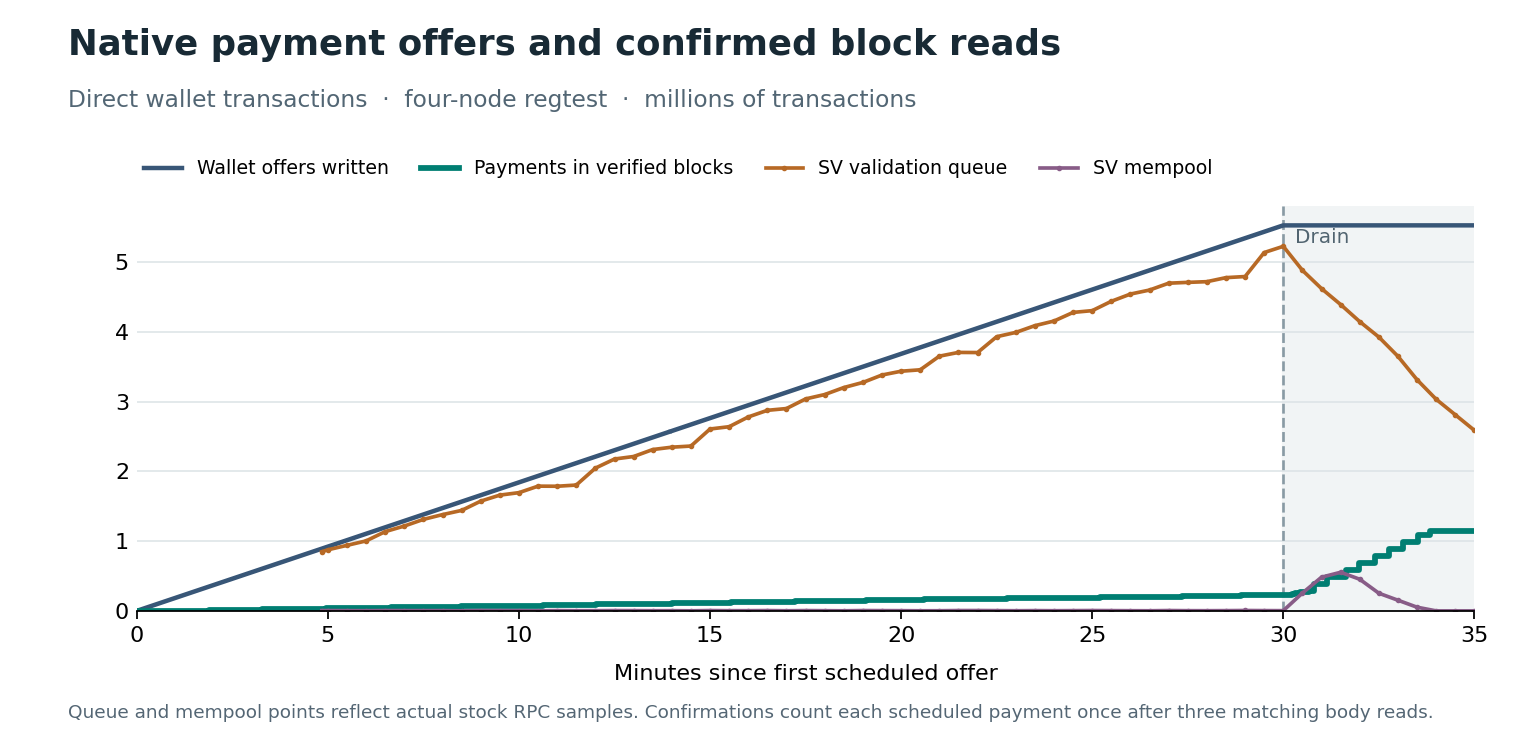 Native payment offers and confirmed block reads
Direct wallet transactions · four-node regtest · millions of transactions
Wallet offers written
Payments in verified blocks
SV validation queue
SV mempool
Drain
5
4
3
2
1
0
0 5 10 15 20 25 30 35
Minutes since first scheduled offer
Queue and mempool points reflect actual stock RPC samples. Confirmations count each scheduled payment once after three matching body reads.